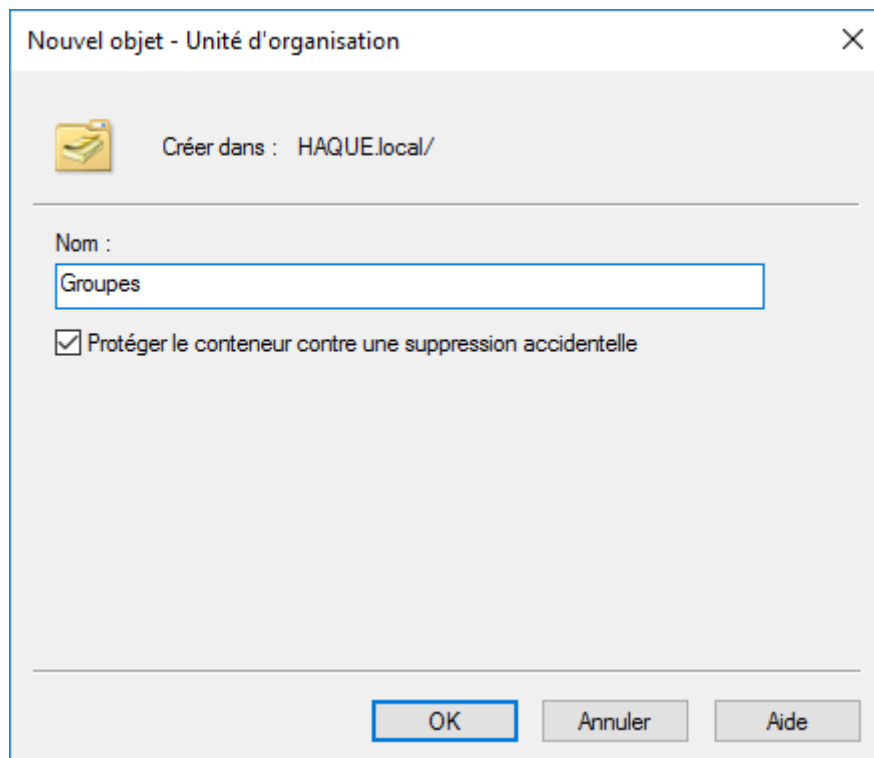 Nouvel objet - Unité d'organisation
Créer dans : HAQUE.local/
Nom :
Groupes
Protéger le conteneur contre une suppression accidentelle
OK Annuler Aide